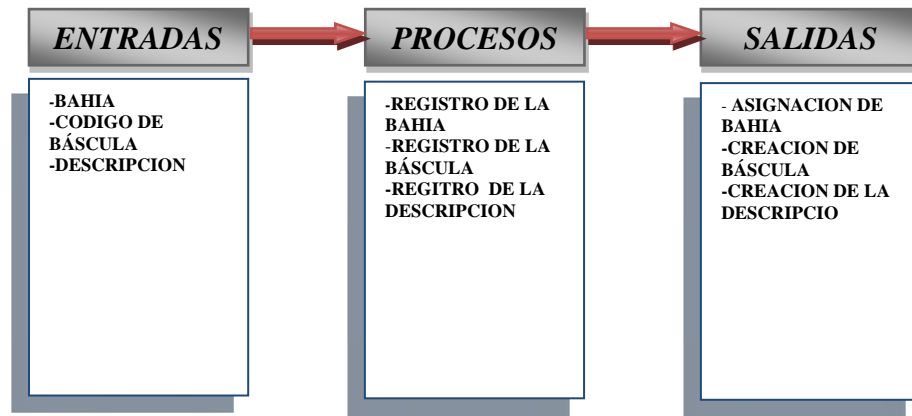 ENTRADAS
PROCESOS
SALIDAS
-BAHIA
-CODIGO DE
BÁSCULA
-DESCRIPCION
-REGISTRO DE LA
BAHIA
-REGISTRO DE LA
BÁSCULA
-REGITRO DE LA
DESCRIPCION
- ASIGNACION DE
BAHIA
-CREACION DE
BÁSCULA
-CREACION DE LA
DESCRIPCIO